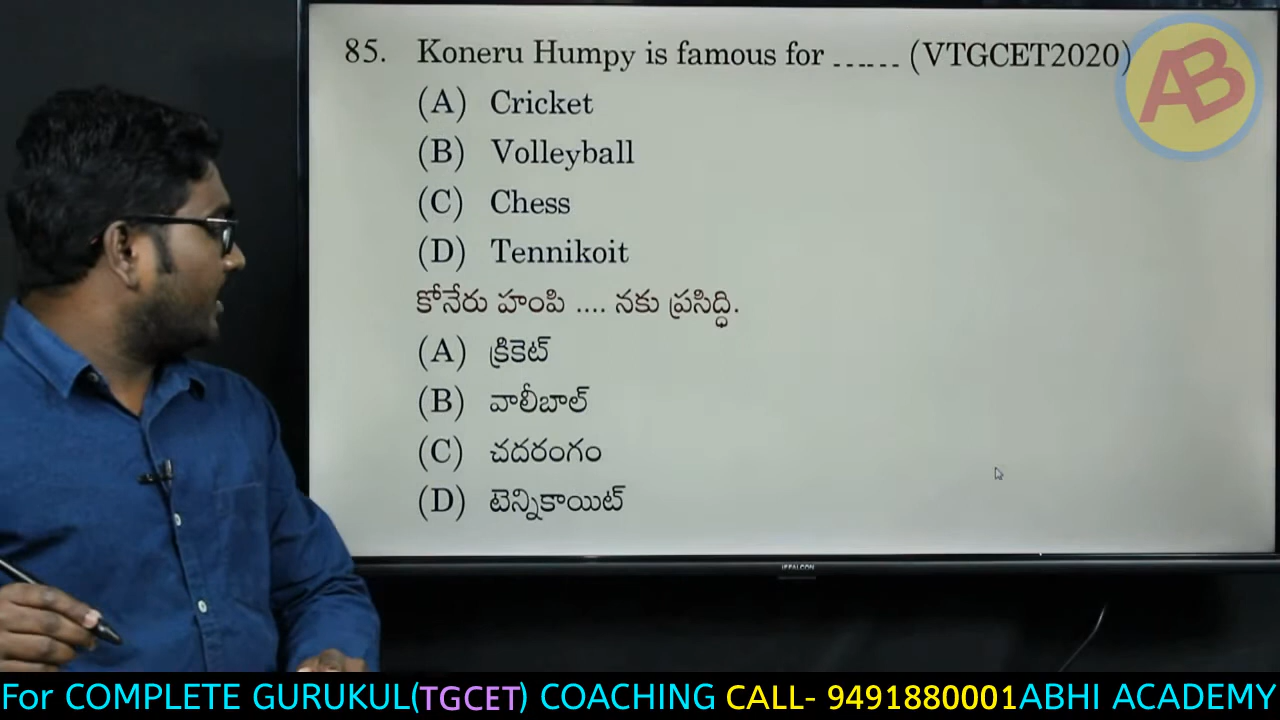 85. Koneru Humpy is famous for ...... (VTGCET2020)
(A) Cricket
(B) Volleyball
(C) Chess
(D) Tennikoit
కోనేరు హంపి .... నకు ప్రసిద్ధి.
(A) క్రికెట్
(B) వాలీబాల్
(C) చదరంగం
(D) టెన్నికాయిట్
AB
iFFALCON
For COMPLETE GURUKUL(TGCET) COACHING CALL- 9491880001ABHI ACADEMY